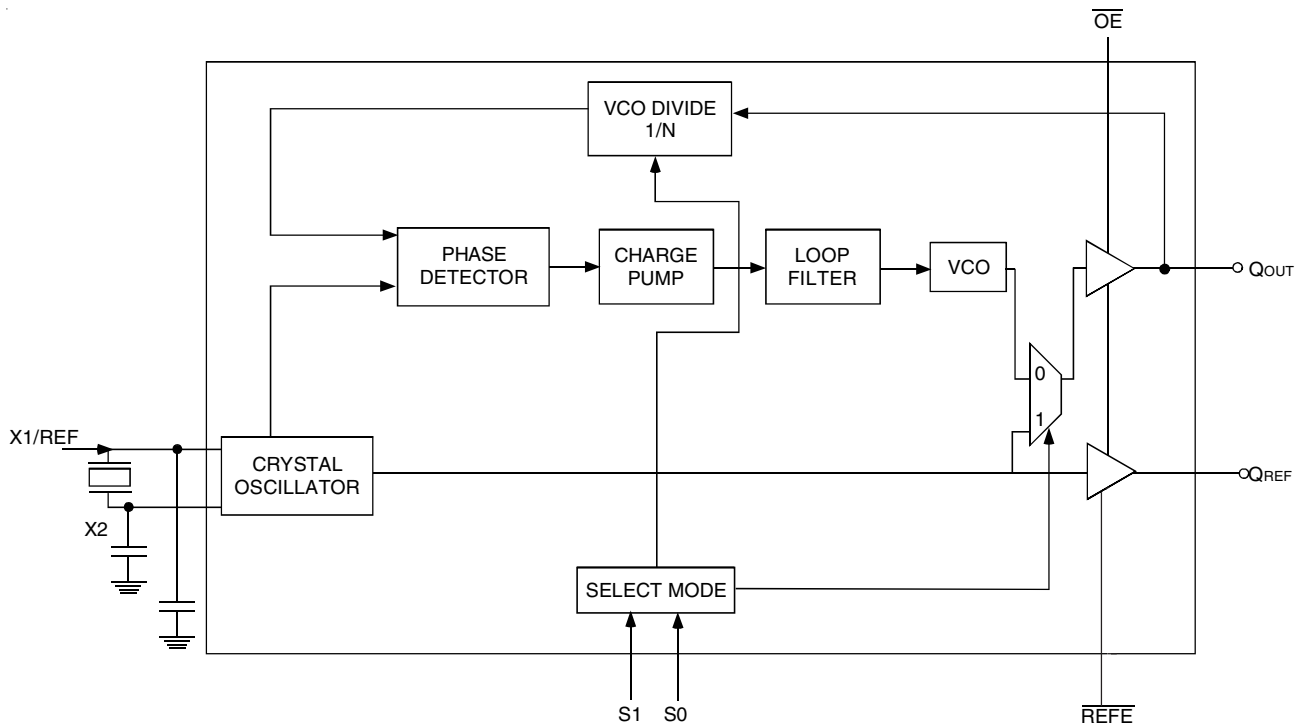 OE
VCO DIVIDE
1/N
PHASE
DETECTOR
CHARGE
PUMP
LOOP
FILTER
VCO
QOUT
0
1
X1/REF
CRYSTAL
OSCILLATOR
QREF
X2
SELECT MODE
S1
S0
REFE